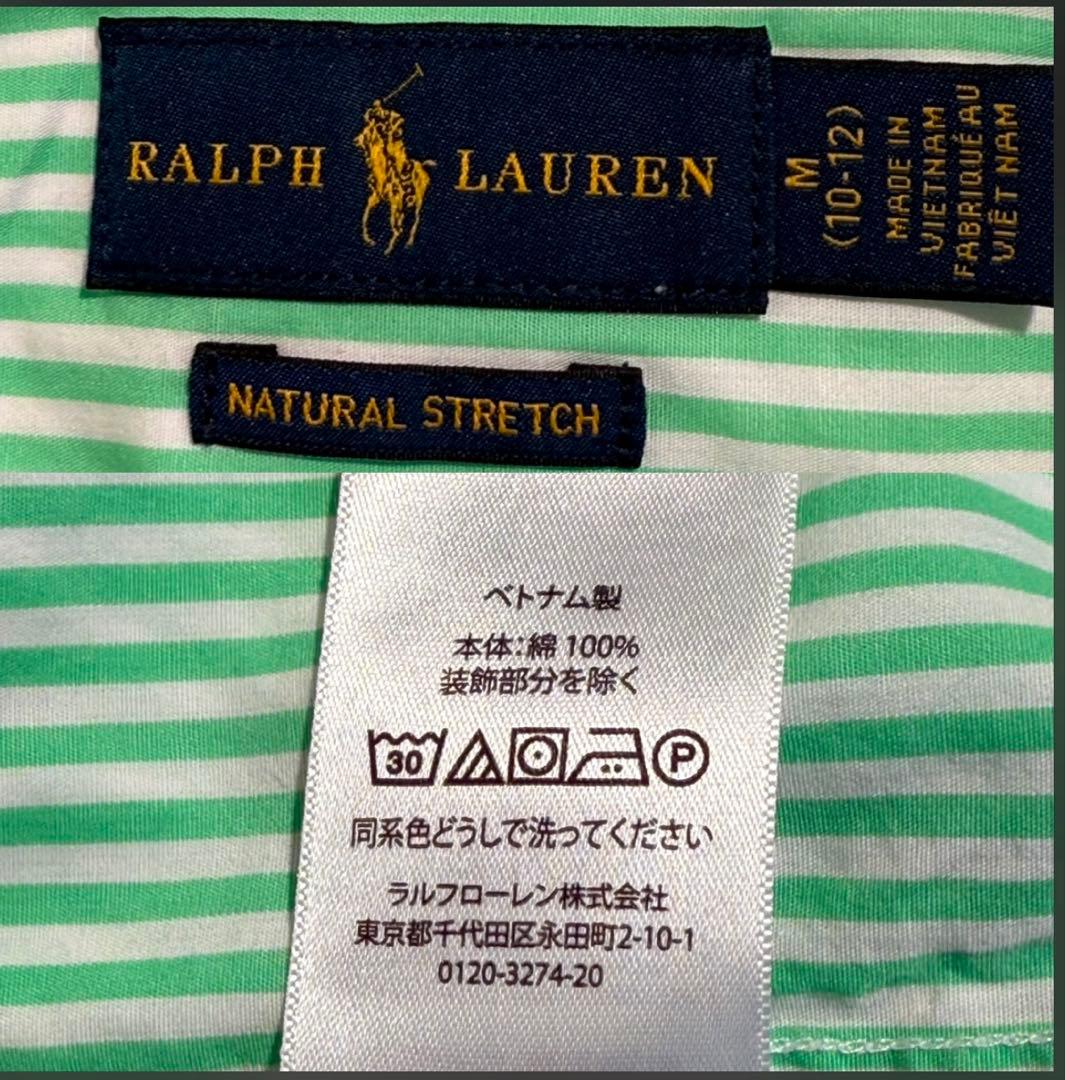 RALPH LAUREN
M
(10-12)
MADE IN
VIETNAM
FABRIQUÉ AU
VIÊT NAM
NATURAL STRETCH
ベトナム製
本体:綿 100%
装飾部分を除く
30 P
同系色どうしで洗ってください
ラルフローレン株式会社
東京都千代田区永田町2-10-1
0120-3274-20